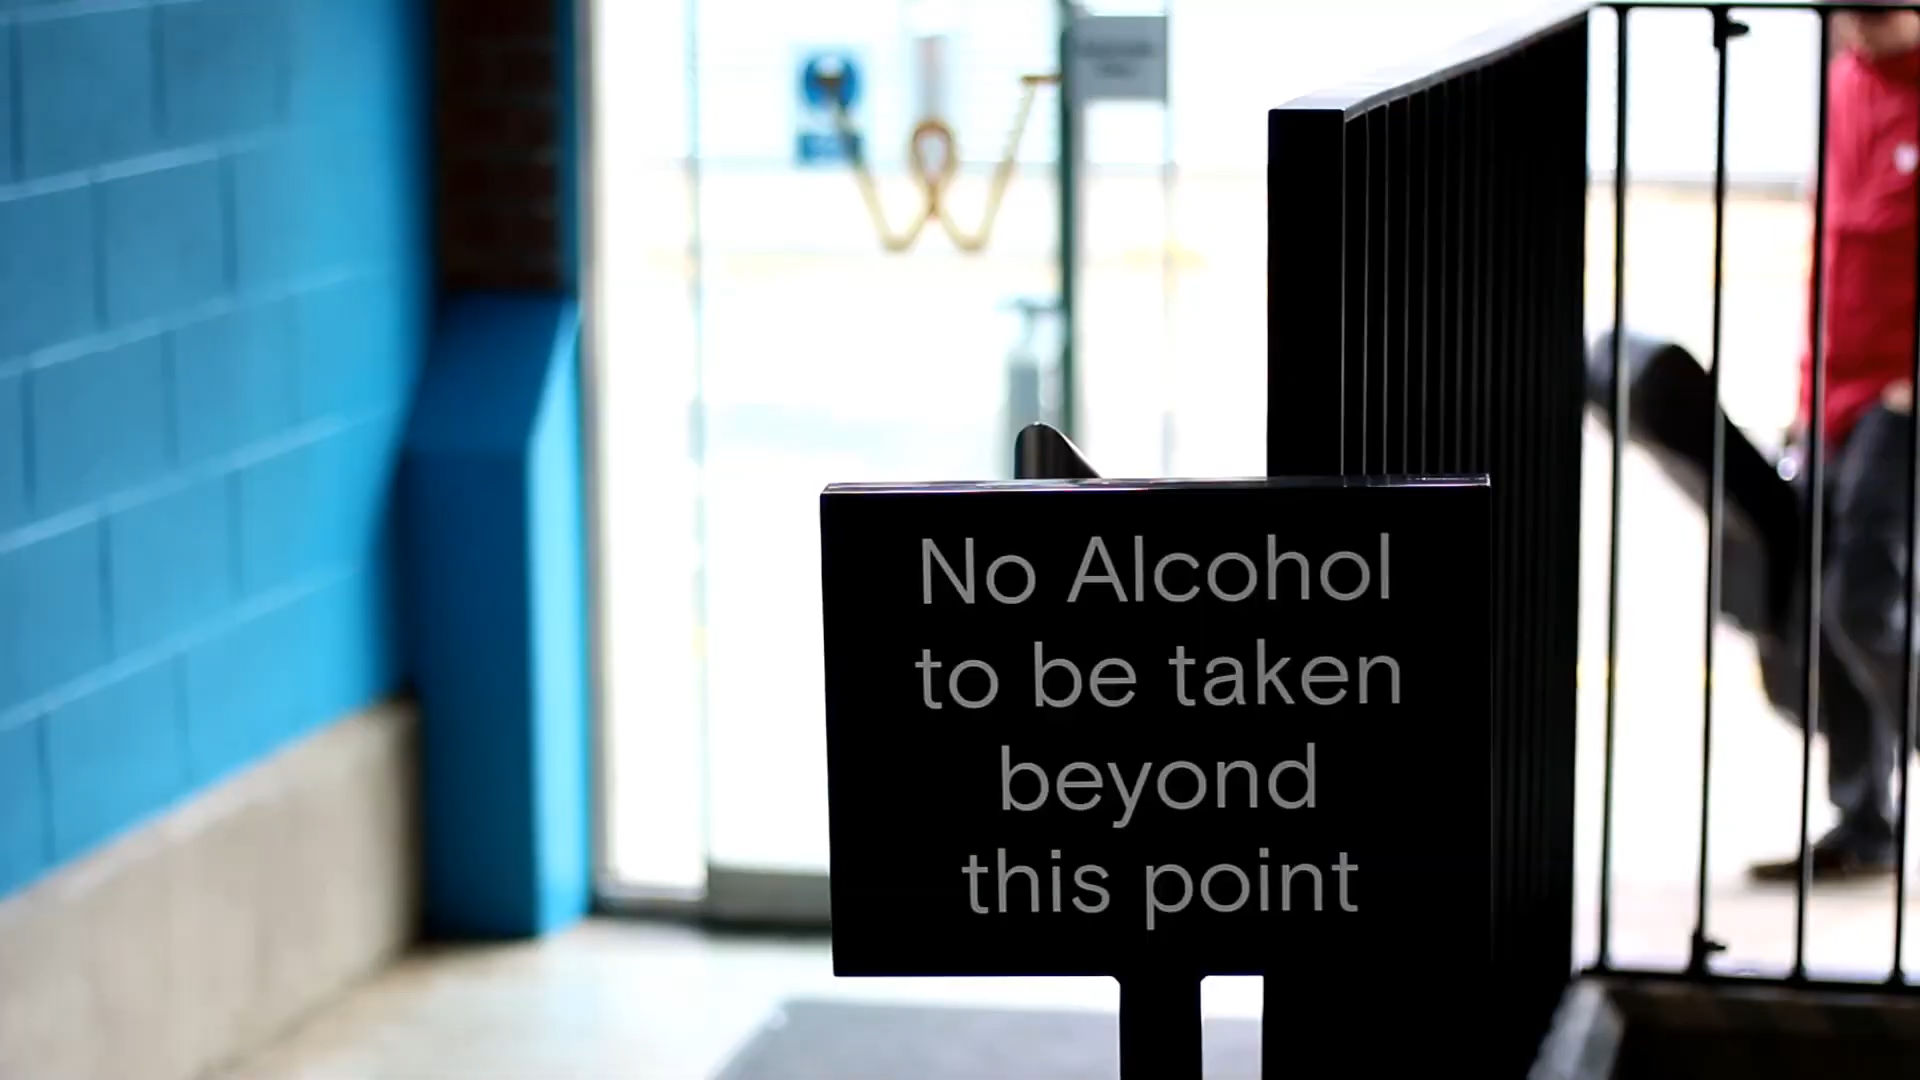 No Alcohol
to be taken
beyond
this point